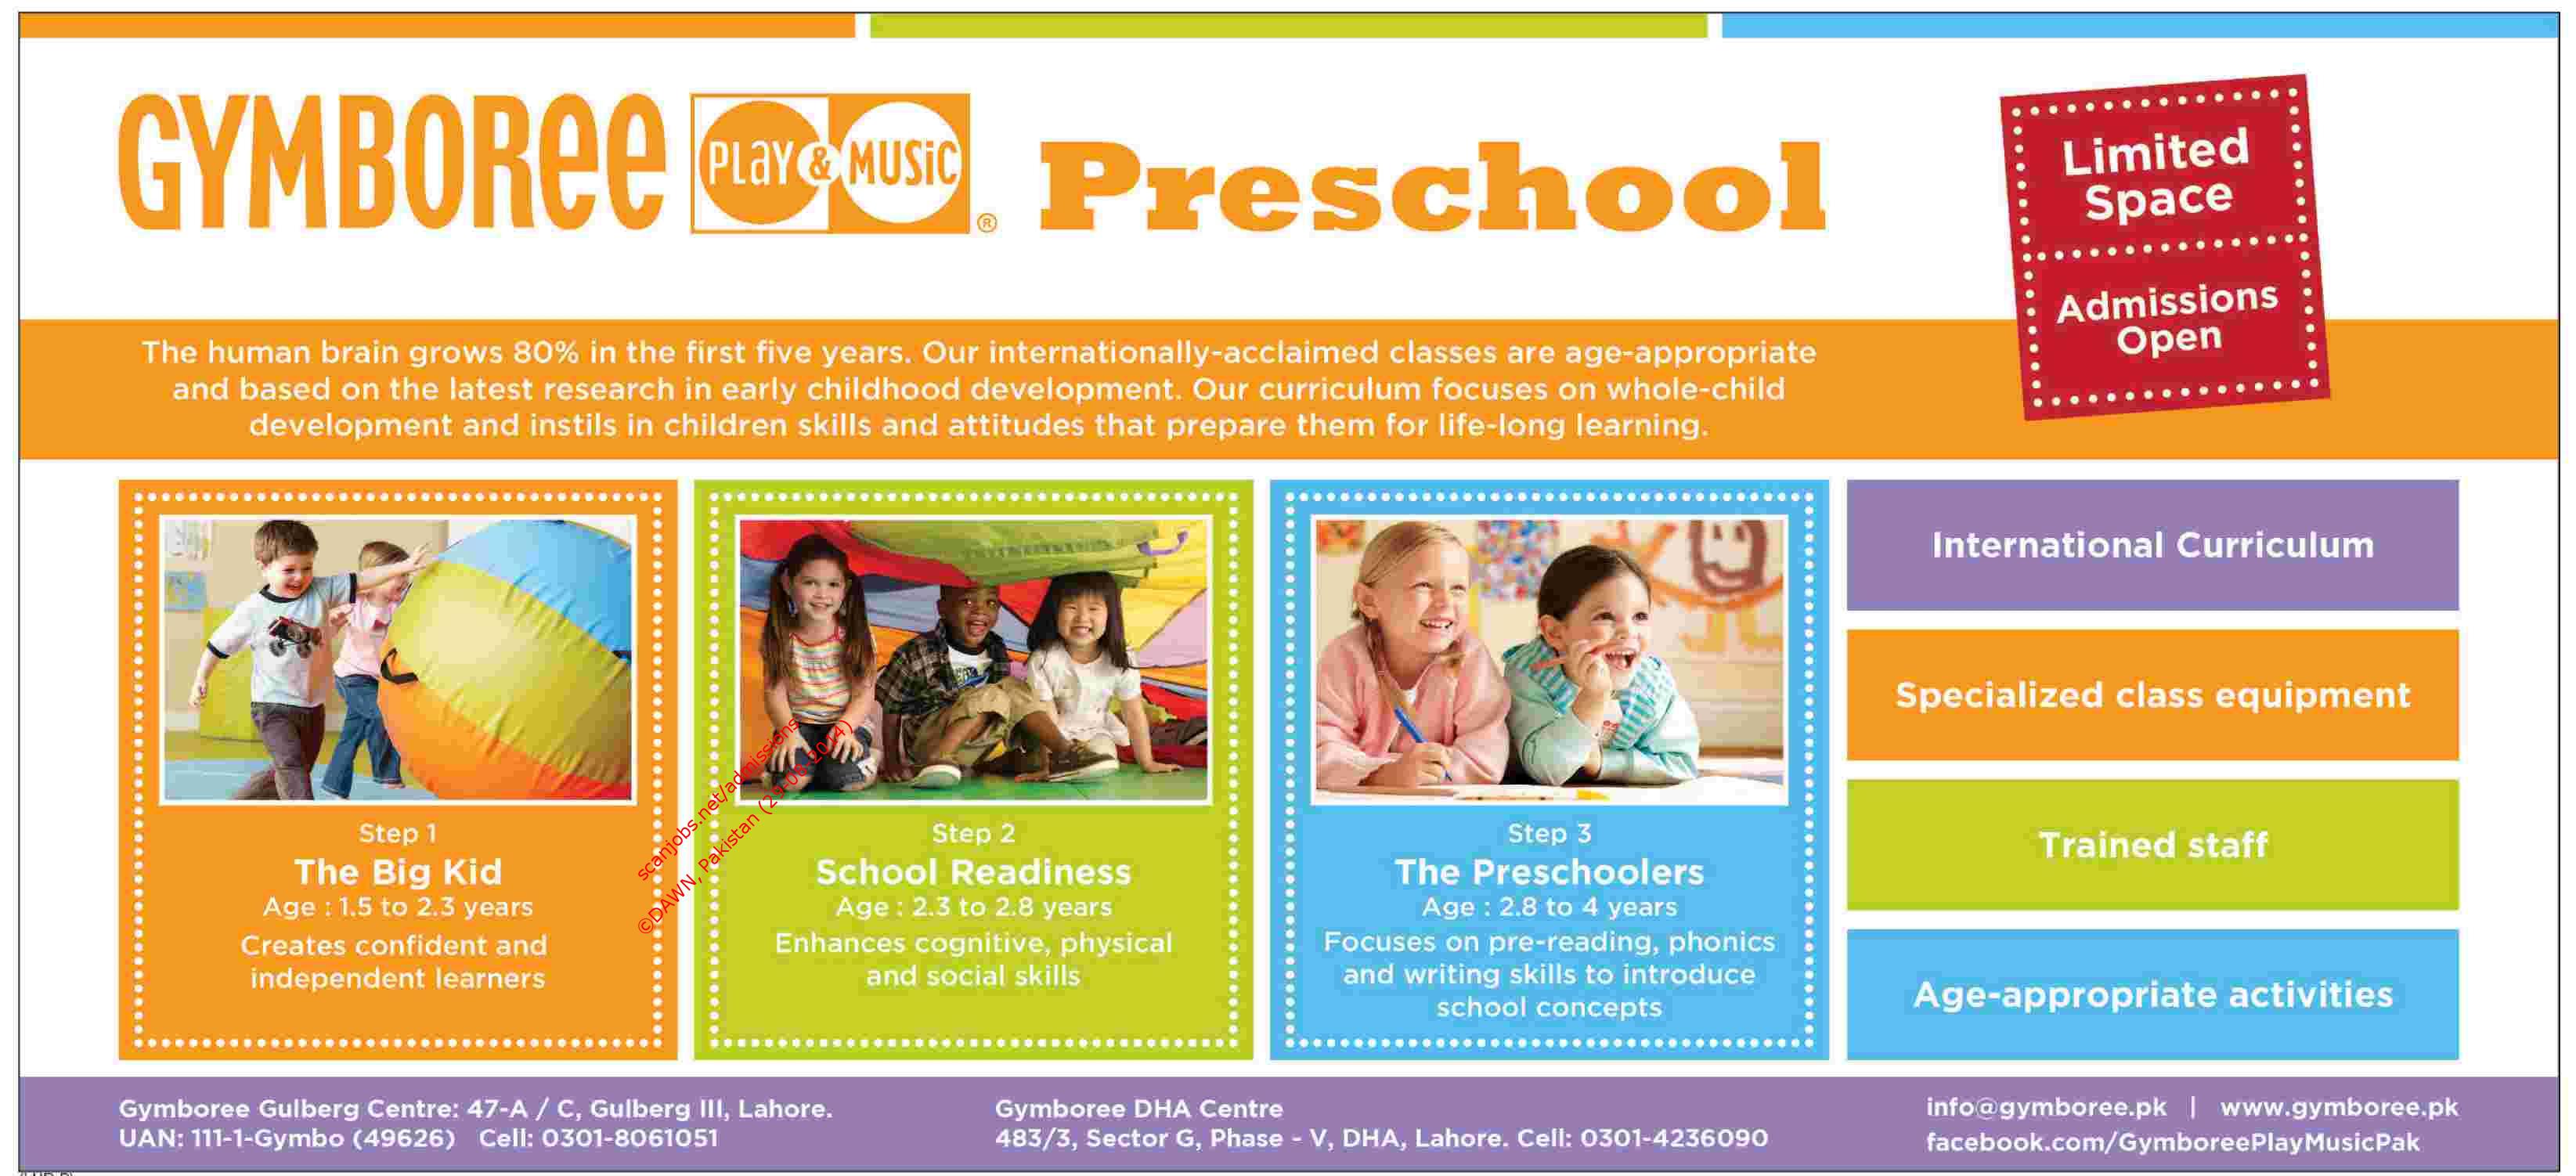 GYMBOREE PLAY & MUSIC ® Preschool
Limited
Space
Admissions
Open
The human brain grows 80% in the first five years. Our internationally-acclaimed classes are age-appropriate
and based on the latest research in early childhood development. Our curriculum focuses on whole-child
development and instils in children skills and attitudes that prepare them for life-long learning.
Step 1
The Big Kid
Age : 1.5 to 2.3 years
Creates confident and
independent learners
Step 2
School Readiness
Age : 2.3 to 2.8 years
Enhances cognitive, physical
and social skills
Step 3
The Preschoolers
Age : 2.8 to 4 years
Focuses on pre-reading, phonics
and writing skills to introduce
school concepts
International Curriculum
Specialized class equipment
Trained staff
Age-appropriate activities
scanjobs.net/admissions
©DAWN, Pakistan
Gymboree Gulberg Centre: 47-A / C, Gulberg III, Lahore.
UAN: 111-1-Gymbo (49626) Cell: 0301-8061051
Gymboree DHA Centre
483/3, Sector G, Phase - V, DHA, Lahore. Cell: 0301-4236090
info@gymboree.pk | www.gymboree.pk
facebook.com/GymboreePlayMusicPak